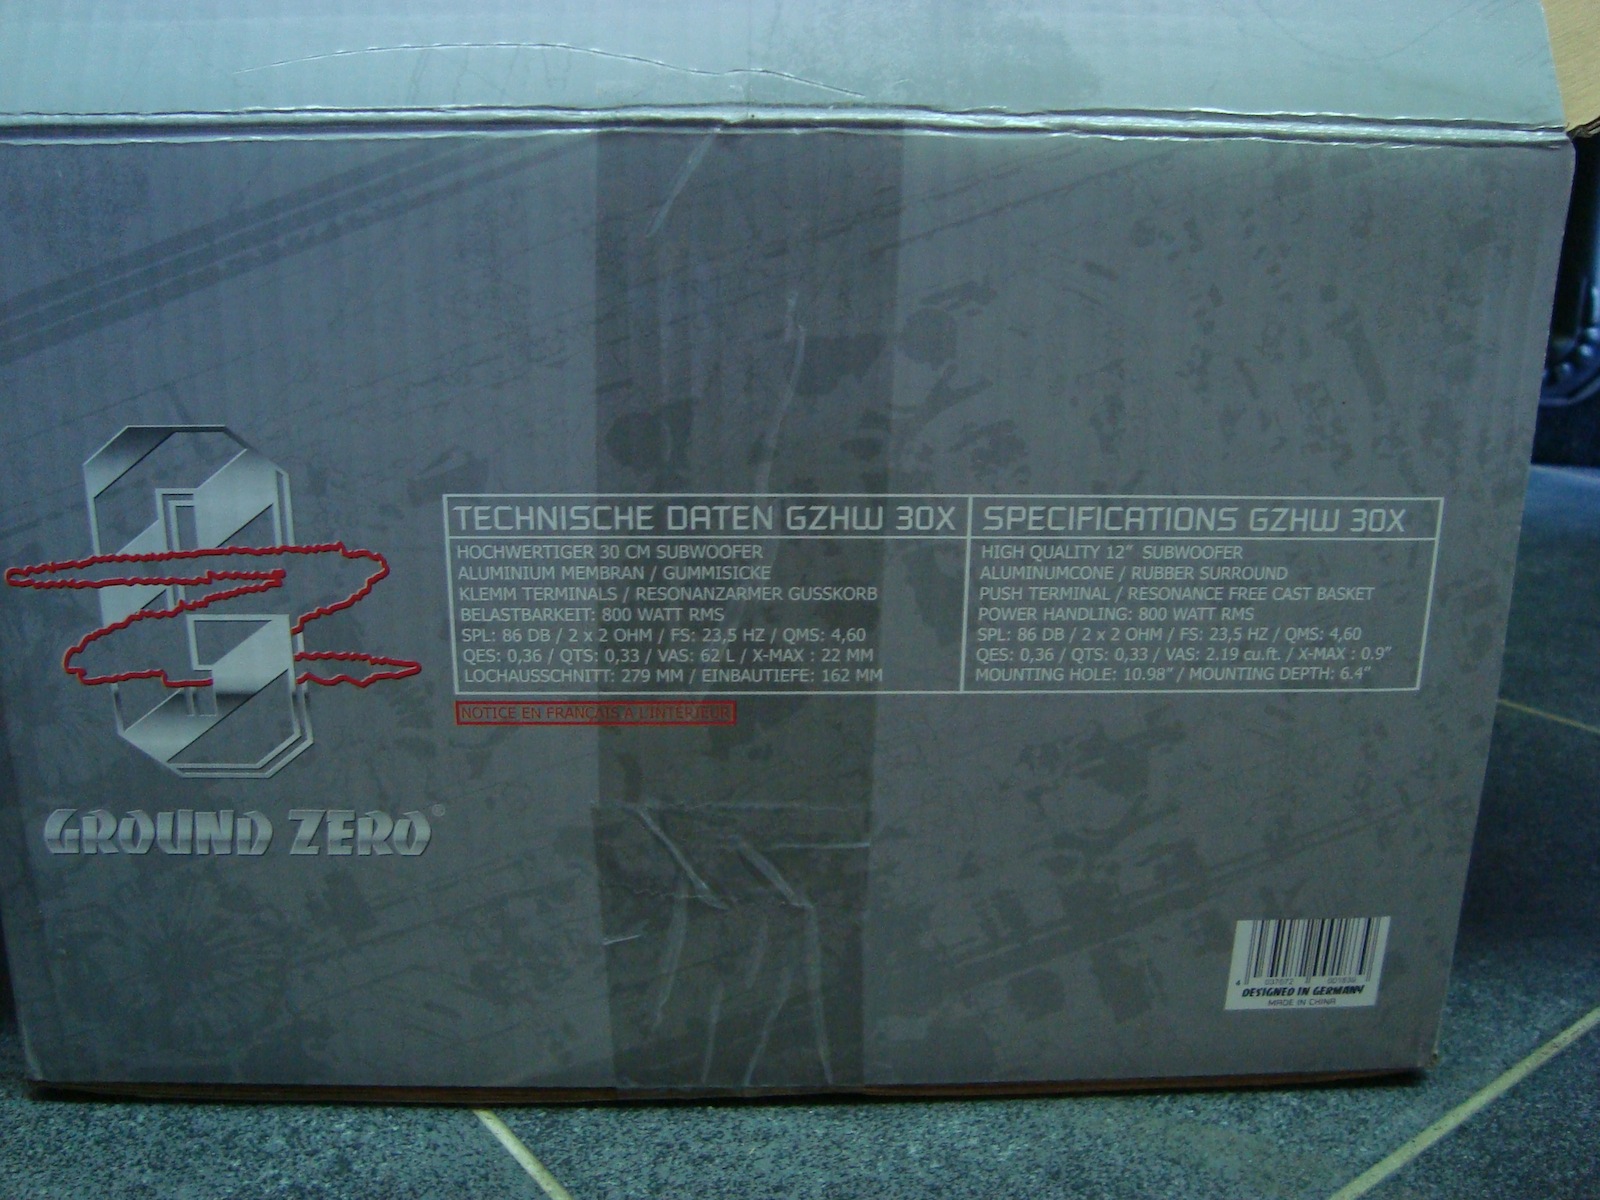 TECHNISCHE DATEN GZHW 30X
HOCHWERTIGER 30 CM SUBWOOFER
ALUMINIUM MEMBRAN / GUMMISICKE
KLEMM TERMINALS / RESONANZARMER GUSSKORB
BELASTBARKEIT: 800 WATT RMS
SPL: 86 DB / 2 x 2 OHM / FS: 23,5 HZ / QMS: 4,60
QES: 0,36 / QTS: 0,33 / VAS: 62 L / X-MAX : 22 MM
LOCHAUSSCHNITT: 279 MM / EINBAUTIEFE: 162 MM
SPECIFICATIONS GZHW 30X
HIGH QUALITY 12" SUBWOOFER
ALUMINUMCONE / RUBBER SURROUND
PUSH TERMINAL / RESONANCE FREE CAST BASKET
POWER HANDLING: 800 WATT RMS
SPL: 86 DB / 2 x 2 OHM / FS: 23,5 HZ / QMS: 4,60
QES: 0,36 / QTS: 0,33 / VAS: 2.19 cu.ft. / X-MAX : 0.9"
MOUNTING HOLE: 10.98" / MOUNTING DEPTH: 6.4"
NOTICE EN FRANÇAIS A L'INTÉRIEUR
GROUND ZERO®
DESIGNED IN GERMANY
MADE IN CHINA